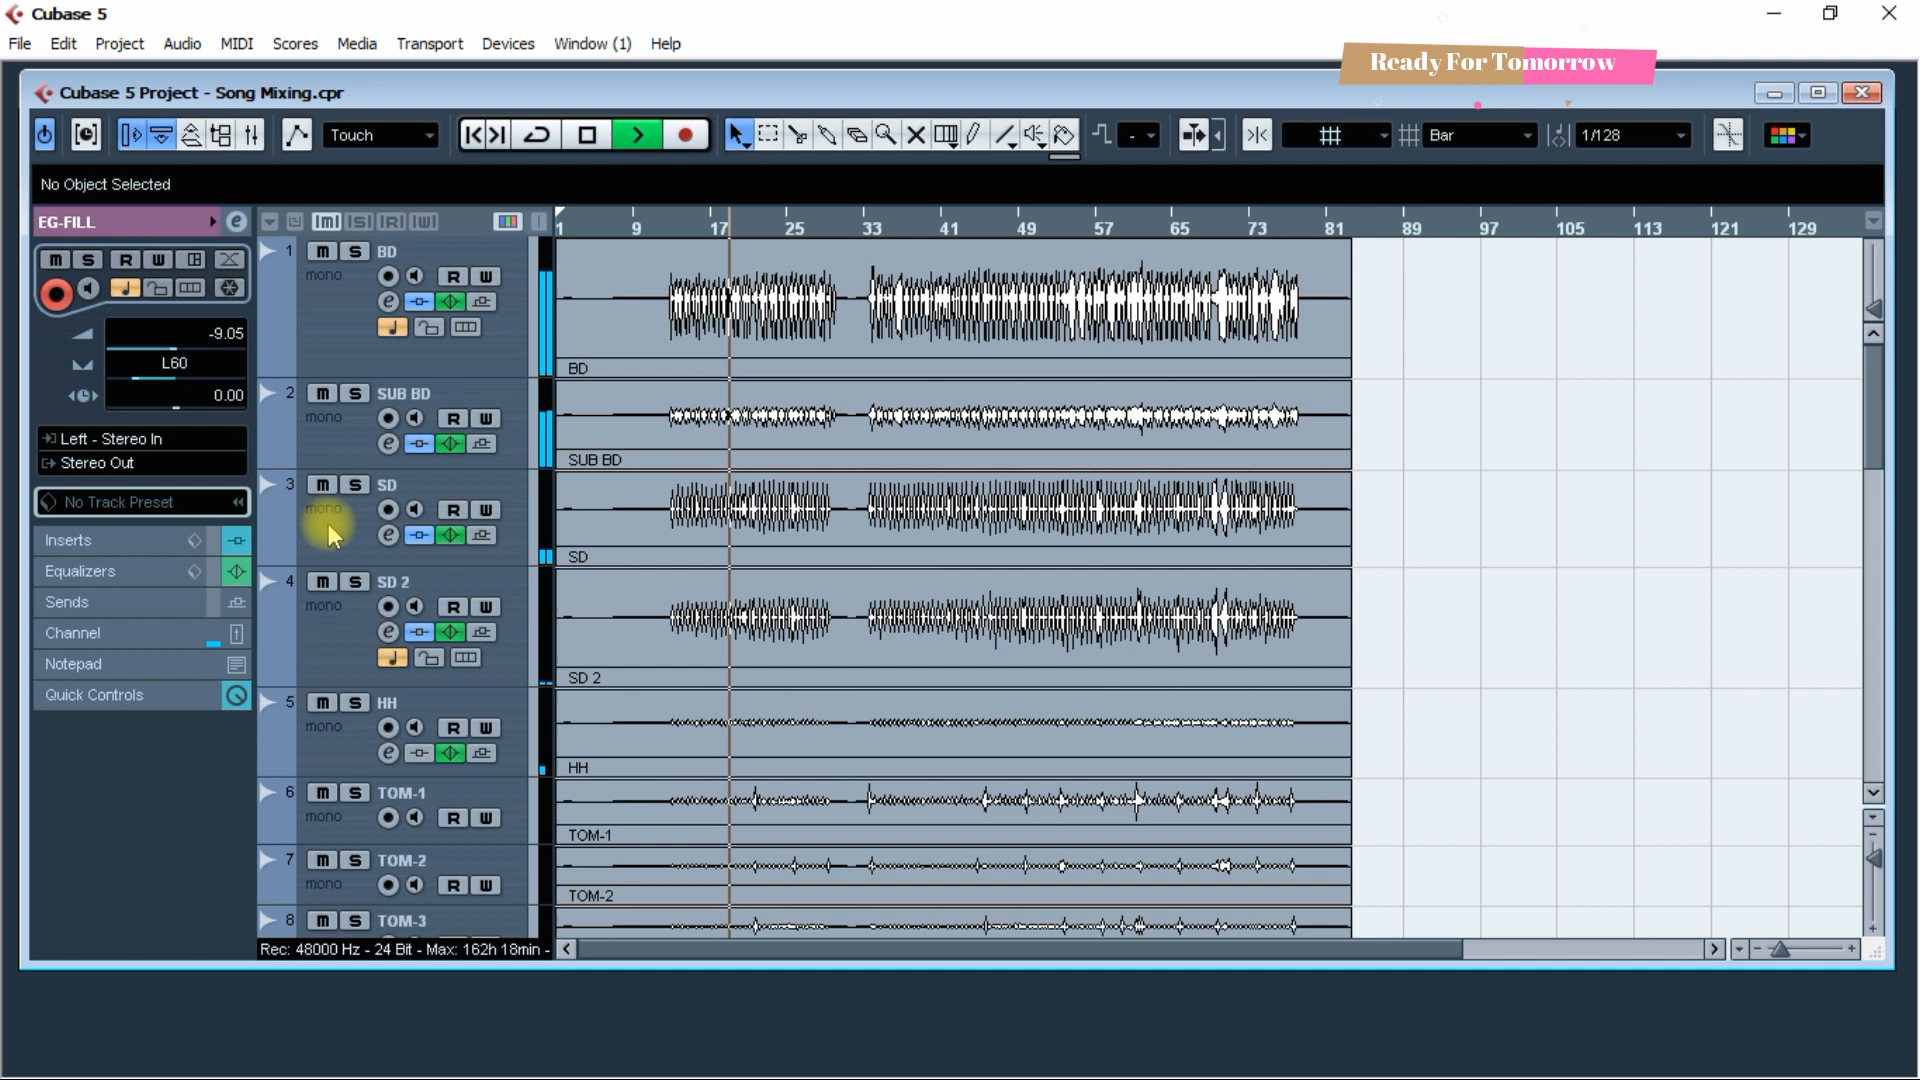 Cubase 5
File Edit Project Audio MIDI Scores Media Transport Devices Window (1) Help
Ready For Tomorrow
Cubase 5 Project - Song Mixing.cpr
Touch
- Bar 1/128
No Object Selected
EG-FILL
m S R W
-9.05
L60
0.00
Left - Stereo In
Stereo Out
No Track Preset
Inserts
Equalizers
Sends
Channel
Notepad
Quick Controls
[m] [S] [R] [W]
1 9 17 25 33 41 49 57 65 73 81 89 97 105 113 121 129
1 m S BD
mono R W
e
BD
2 m S SUB BD
mono R W
e
SUB BD
3 m S SD
mono R W
e
SD
4 m S SD 2
mono R W
e
SD 2
5 m S HH
mono R W
e
HH
6 m S TOM-1
mono R W
TOM-1
7 m S TOM-2
mono R W
TOM-2
8 m S TOM-3
Rec: 48000 Hz - 24 Bit - Max: 162h 18min -